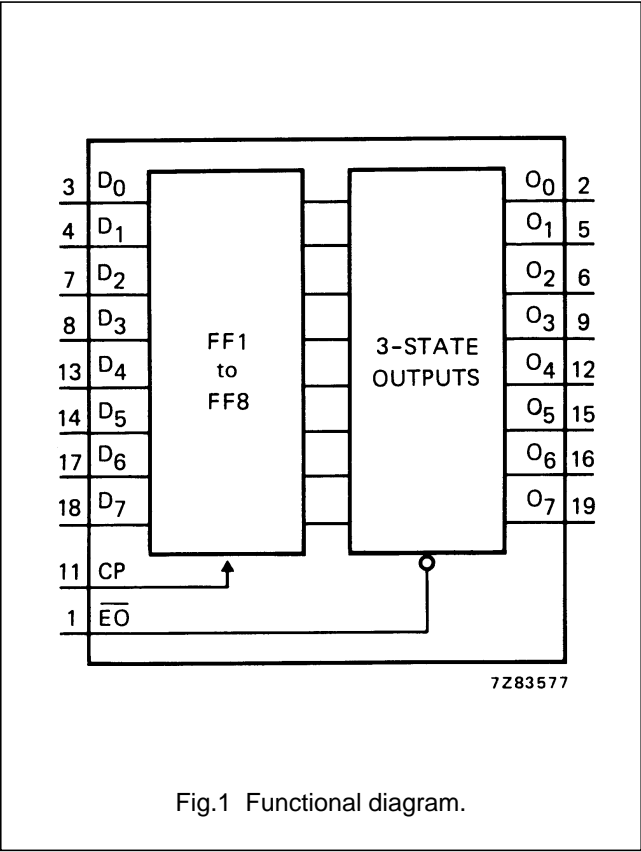 3 D0 O0 2
4 D1 O1 5
7 D2 O2 6
8 D3 O3 9
13 D4 O4 12
14 D5 O5 15
17 D6 O6 16
18 D7 O7 19
FF1
to
FF8
3-STATE
OUTPUTS
11 CP
1 E̅O̅
7Z83577
Fig.1 Functional diagram.